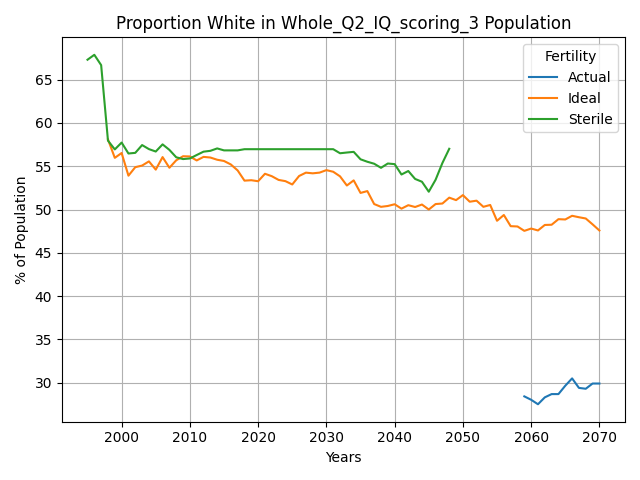 Proportion White in Whole_Q2_IQ_scoring_3 Population
Fertility
Actual
Ideal
Sterile
% of Population
65
60
55
50
45
40
35
30
2000 2010 2020 2030 2040 2050 2060 2070
Years